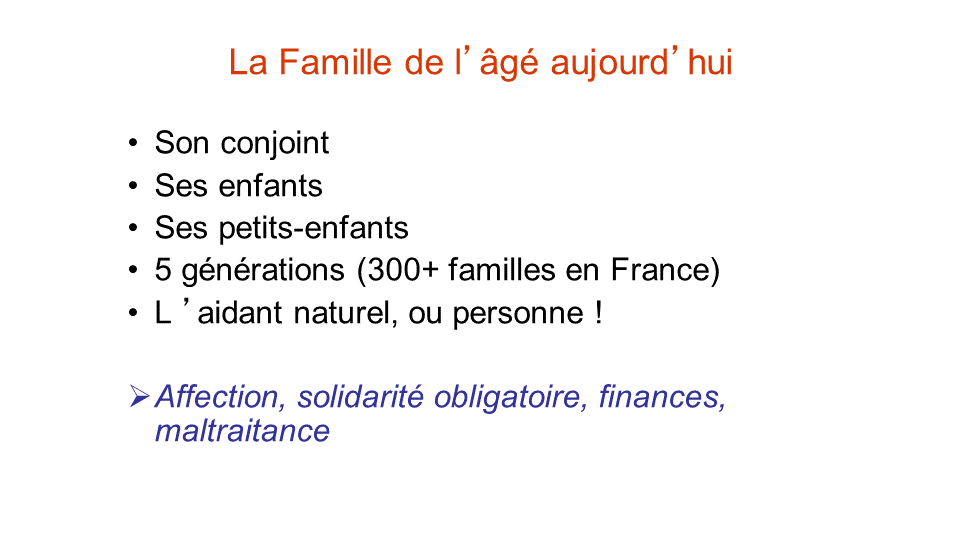 La Famille de l’âgé aujourd’hui
• Son conjoint
• Ses enfants
• Ses petits-enfants
• 5 générations (300+ familles en France)
• L ’aidant naturel, ou personne !
➢ Affection, solidarité obligatoire, finances,
maltraitance